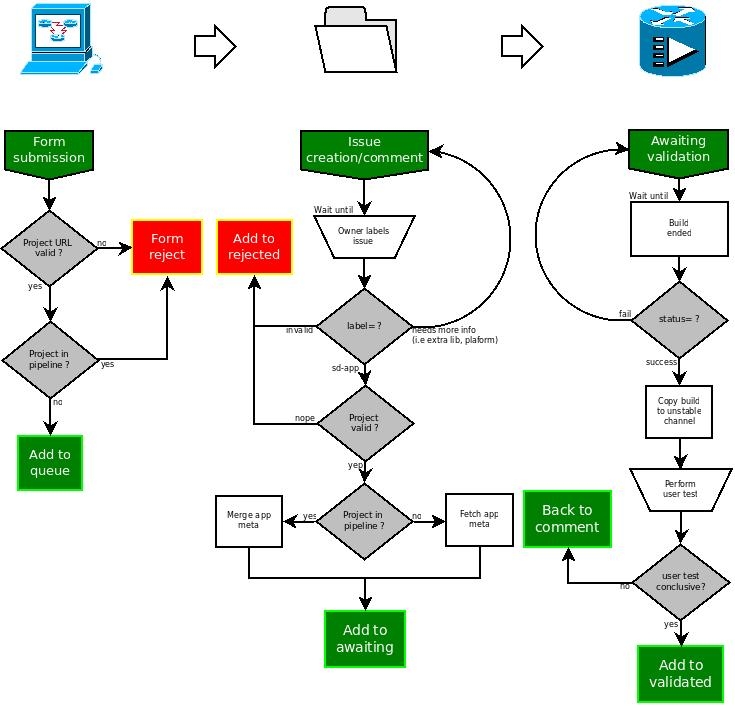 Form
submission
Project URL
valid ?
no
Form
reject
yes
Project in
pipeline ?
yes
no
Add to
queue
Issue
creation/comment
Wait until
Owner labels
issue
Add to
rejected
label= ?
invalid
needs more info
(i.e extra lib, plaform)
sd-app
nope
Project
valid ?
yep
Merge app
meta
yes
Project in
pipeline ?
no
Fetch app
meta
Add to
awaiting
Awaiting
validation
Wait until
Build
ended
fail
status= ?
success
Copy build
to unstable
channel
Perform
user test
Back to
comment
user test
conclusive?
no
yes
Add to
validated